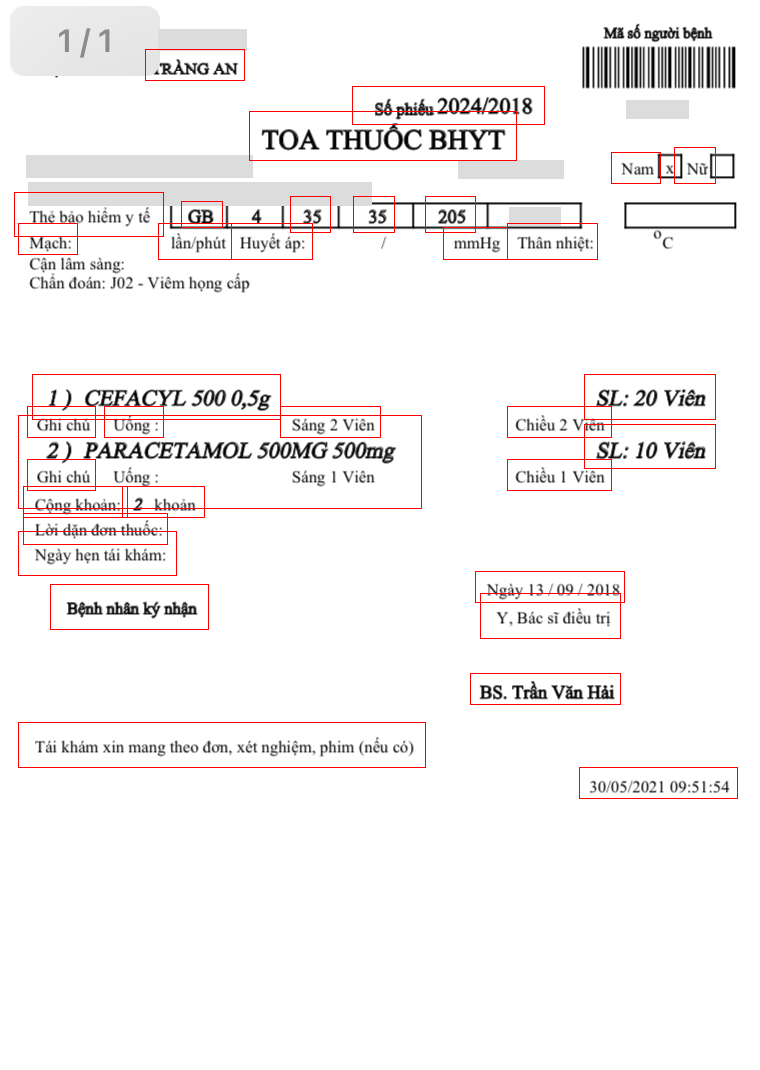 1/1
TRÀNG AN
Mã số người bệnh
Số phiếu 2024/2018
TOA THUỐC BHYT
Nam x Nữ
Thẻ bảo hiểm y tế GB 4 35 35 205
Mạch: lần/phút Huyết áp: / mmHg Thân nhiệt: °C
Cận lâm sàng:
Chẩn đoán: J02 - Viêm họng cấp
1 ) CEFACYL 500 0,5g SL: 20 Viên
Ghi chú Uống : Sáng 2 Viên Chiều 2 Viên
2 ) PARACETAMOL 500MG 500mg SL: 10 Viên
Ghi chú Uống : Sáng 1 Viên Chiều 1 Viên
Cộng khoản: 2 khoản
Lời dặn đơn thuốc:
Ngày hẹn tái khám:
Ngày 13 / 09 / 2018
Bệnh nhân ký nhận Y, Bác sĩ điều trị
BS. Trần Văn Hải
Tái khám xin mang theo đơn, xét nghiệm, phim (nếu có)
30/05/2021 09:51:54